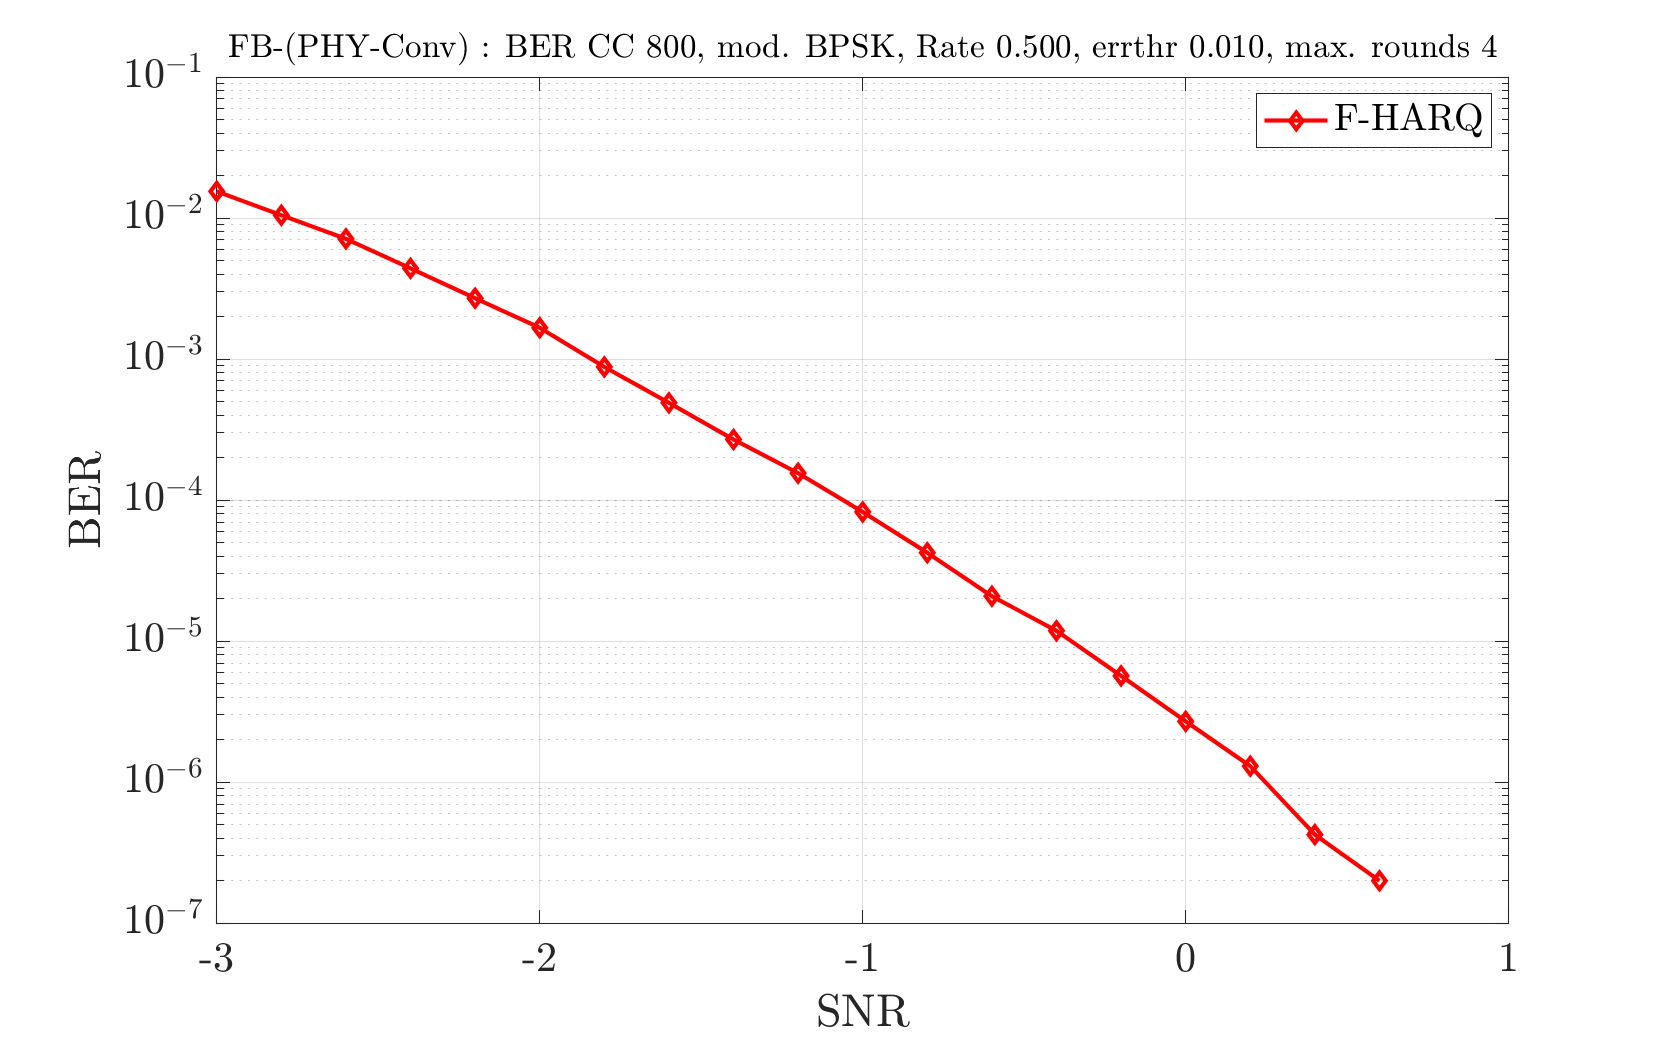 FB-(PHY-Conv) : BER CC 800, mod. BPSK, Rate 0.500, errthr 0.010, max. rounds 4
F-HARQ
10⁻¹
10⁻²
10⁻³
10⁻⁴
10⁻⁵
10⁻⁶
10⁻⁷
BER
-3 -2 -1 0 1
SNR